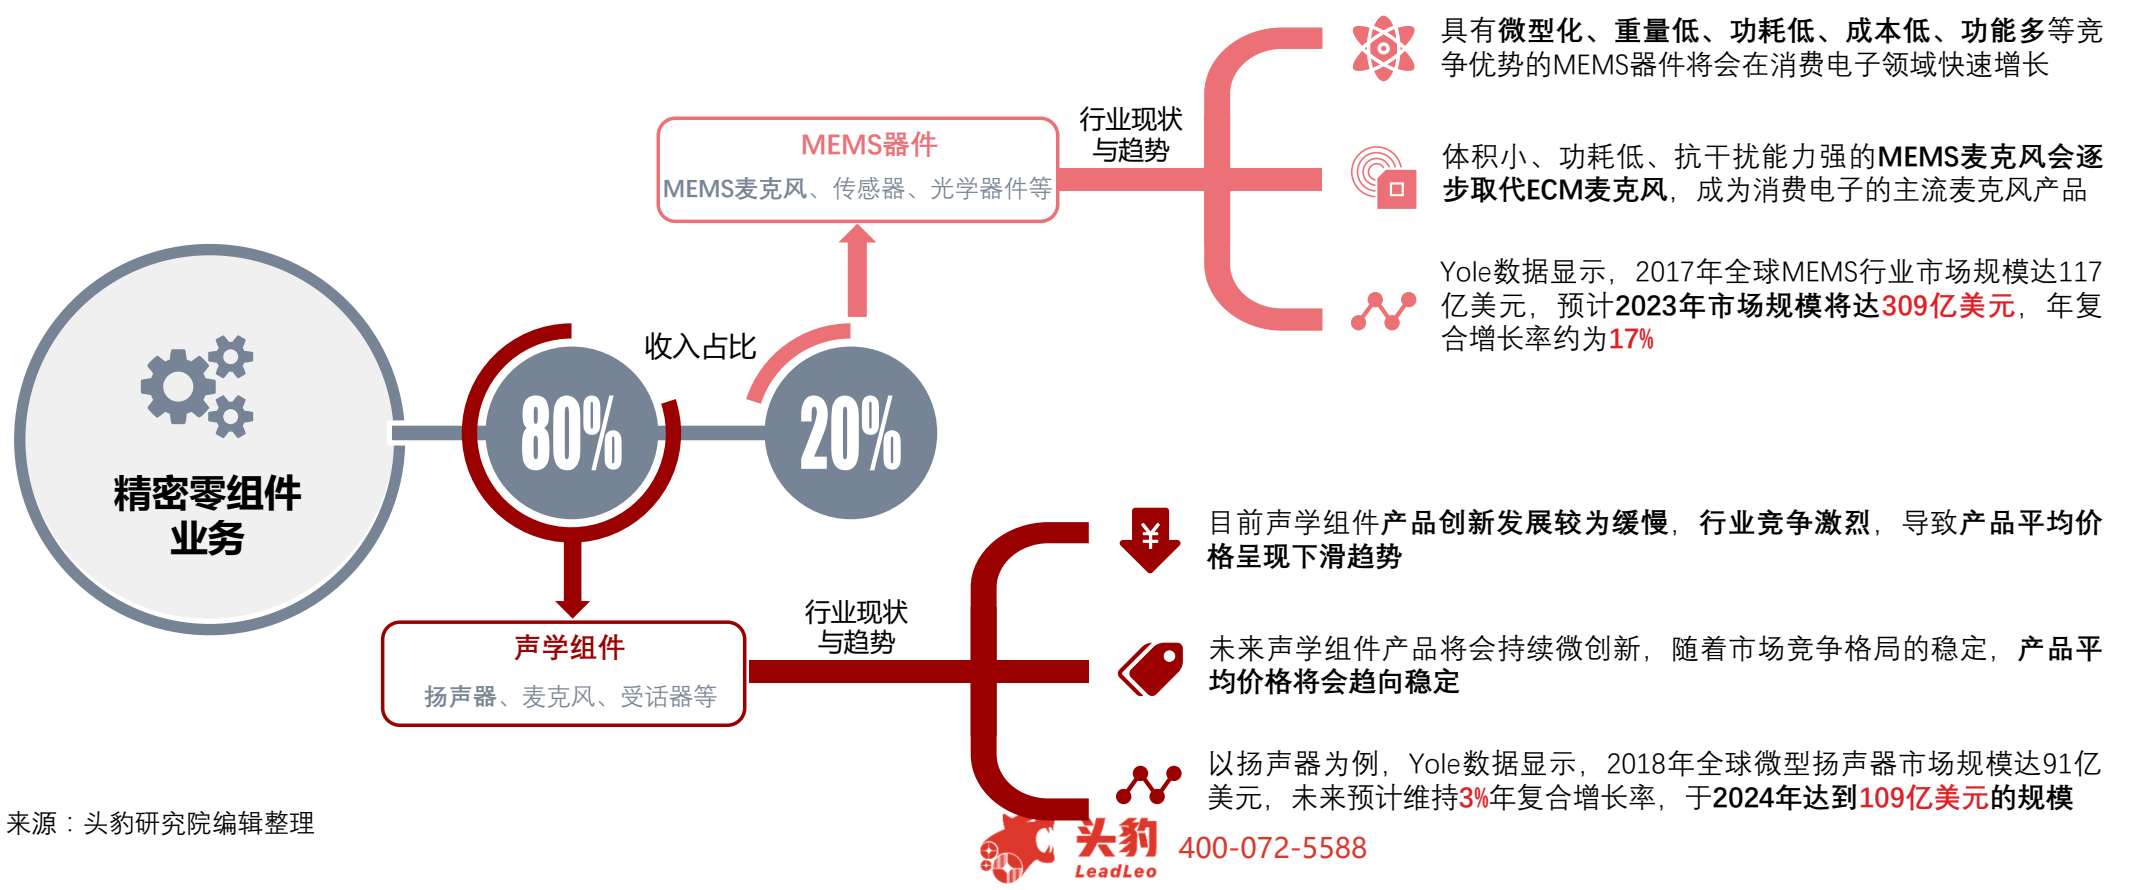 具有微型化、重量低、功耗低、成本低、功能多等竞
争优势的MEMS器件将会在消费电子领域快速增长
行业现状
与趋势
MEMS器件
MEMS麦克风、传感器、光学器件等
体积小、功耗低、抗干扰能力强的MEMS麦克风会逐
步取代ECM麦克风，成为消费电子的主流麦克风产品
Yole数据显示，2017年全球MEMS行业市场规模达117
亿美元，预计2023年市场规模将达309亿美元，年复
合增长率约为17%
收入占比
80%
20%
精密零组件
业务
目前声学组件产品创新发展较为缓慢，行业竞争激烈，导致产品平均价
格呈现下滑趋势
¥
行业现状
与趋势
声学组件
扬声器、麦克风、受话器等
未来声学组件产品将会持续微创新，随着市场竞争格局的稳定，产品平
均价格将会趋向稳定
以扬声器为例，Yole数据显示，2018年全球微型扬声器市场规模达91亿
美元，未来预计维持3%年复合增长率，于2024年达到109亿美元的规模
来源：头豹研究院编辑整理
头豹
LeadLeo
400-072-5588